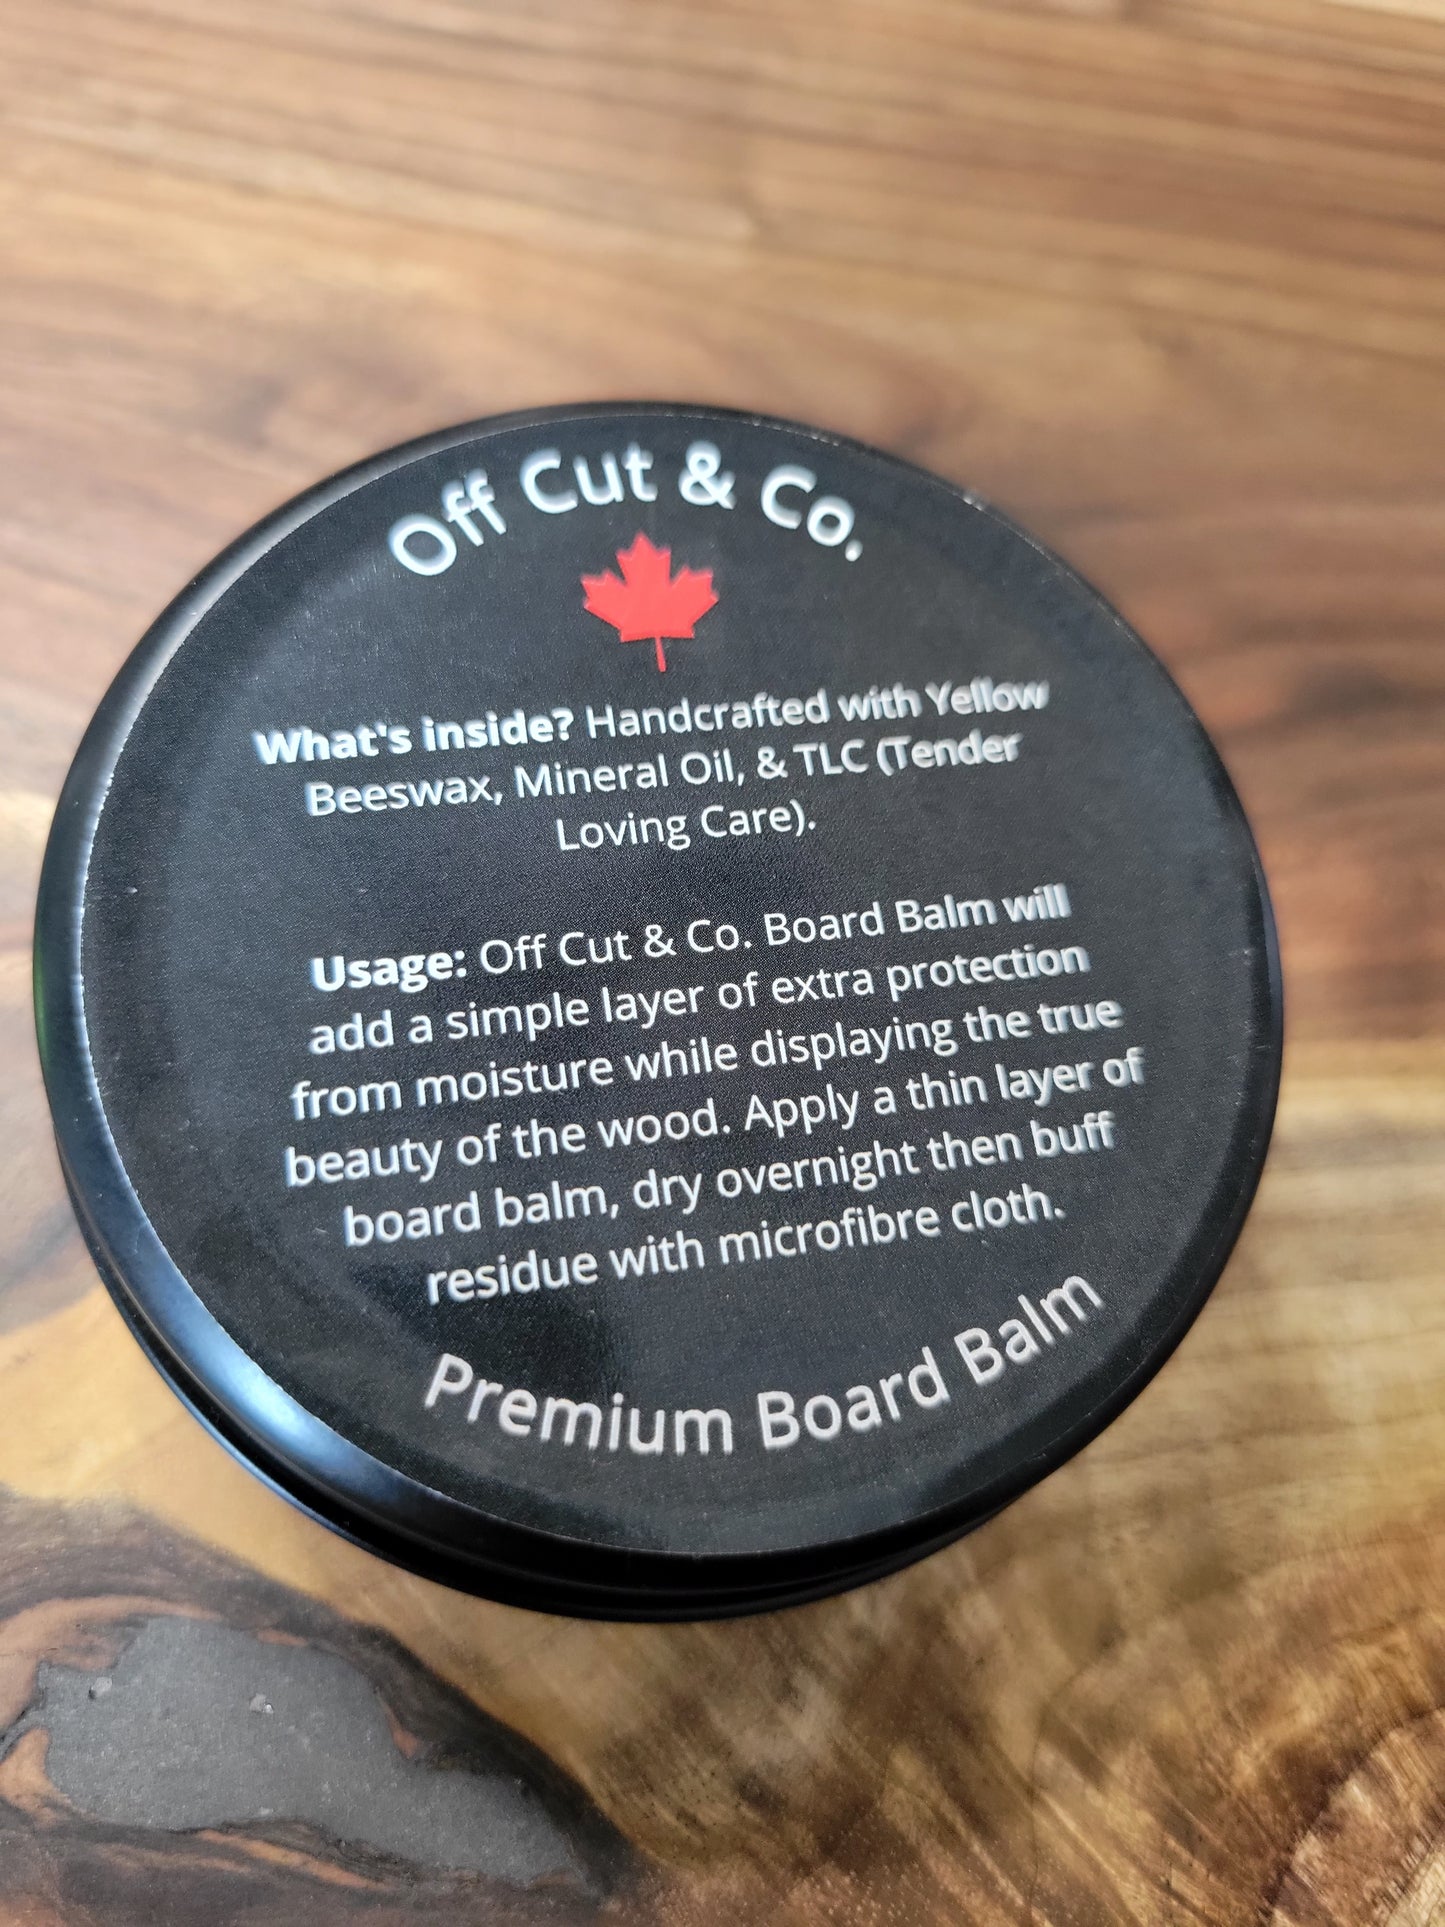 Off Cut & Co.
What's inside? Handcrafted with Yellow
Beeswax, Mineral Oil, & TLC (Tender
Loving Care).
Usage: Off Cut & Co. Board Balm will
add a simple layer of extra protection
from moisture while displaying the true
beauty of the wood. Apply a thin layer of
board balm, dry overnight then buff
residue with microfibre cloth.
Premium Board Balm